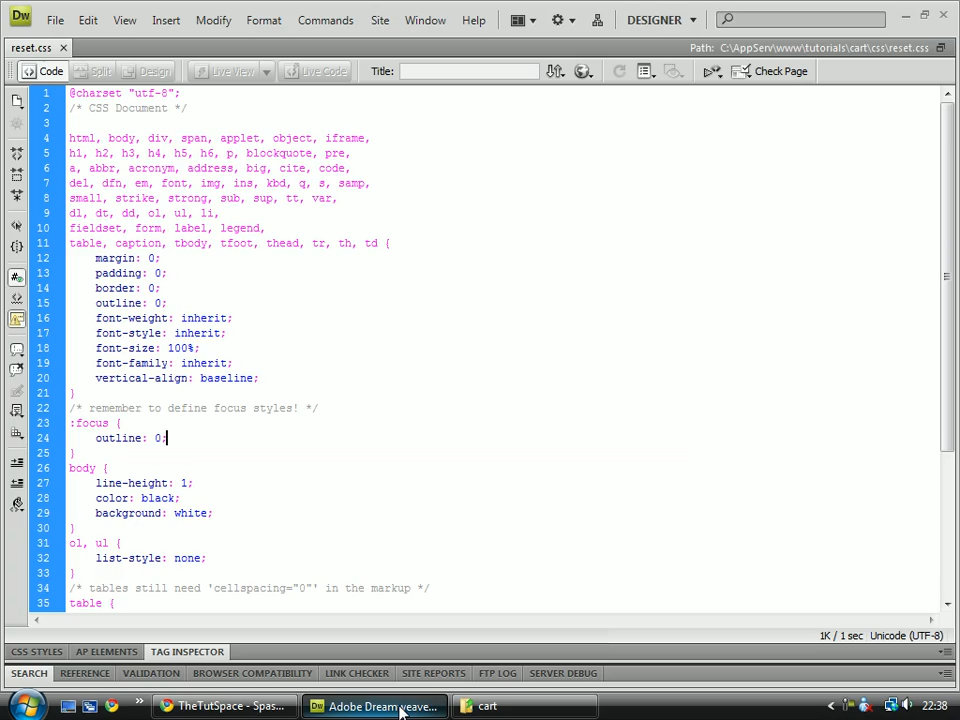 Dw File Edit View Insert Modify Format Commands Site Window Help DESIGNER
reset.css Path: C:\AppServ\www\tutorials\cart\css\reset.css
Code Split Design Live View Live Code Title: Check Page
1 @charset "utf-8";
2 /* CSS Document */
3
4 html, body, div, span, applet, object, iframe,
5 h1, h2, h3, h4, h5, h6, p, blockquote, pre,
6 a, abbr, acronym, address, big, cite, code,
7 del, dfn, em, font, img, ins, kbd, q, s, samp,
8 small, strike, strong, sub, sup, tt, var,
9 dl, dt, dd, ol, ul, li,
10 fieldset, form, label, legend,
11 table, caption, tbody, tfoot, thead, tr, th, td {
12 margin: 0;
13 padding: 0;
14 border: 0;
15 outline: 0;
16 font-weight: inherit;
17 font-style: inherit;
18 font-size: 100%;
19 font-family: inherit;
20 vertical-align: baseline;
21 }
22 /* remember to define focus styles! */
23 :focus {
24 outline: 0;
25 }
26 body {
27 line-height: 1;
28 color: black;
29 background: white;
30 }
31 ol, ul {
32 list-style: none;
33 }
34 /* tables still need 'cellspacing="0"' in the markup */
35 table {
1K / 1 sec Unicode (UTF-8)
CSS STYLES AP ELEMENTS TAG INSPECTOR
SEARCH REFERENCE VALIDATION BROWSER COMPATIBILITY LINK CHECKER SITE REPORTS FTP LOG SERVER DEBUG
TheTutSpace - Spas... Adobe Dreamweave... cart 22:38